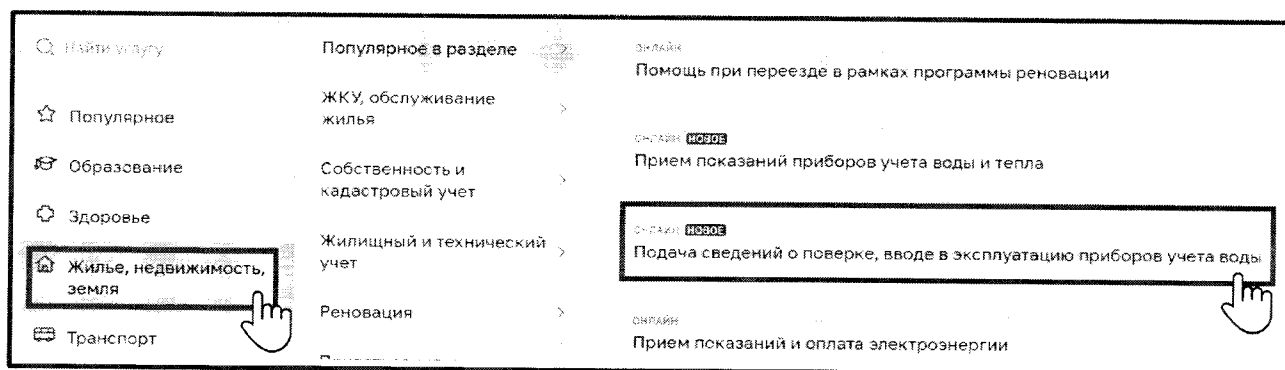 Найти услугу
Популярное
Образование
Здоровье
Жилье, недвижимость,
земля
Транспорт
Популярное в разделе
ЖКУ, обслуживание
жилья
Собственность и
кадастровый учет
Жилищный и технический
учет
Реновация
ОНЛАЙН
Помощь при переезде в рамках программы реновации
ОНЛАЙН НОВОЕ
Прием показаний приборов учета воды и тепла
ОНЛАЙН НОВОЕ
Подача сведений о поверке, вводе в эксплуатацию приборов учета воды
ОНЛАЙН
Прием показаний и оплата электроэнергии